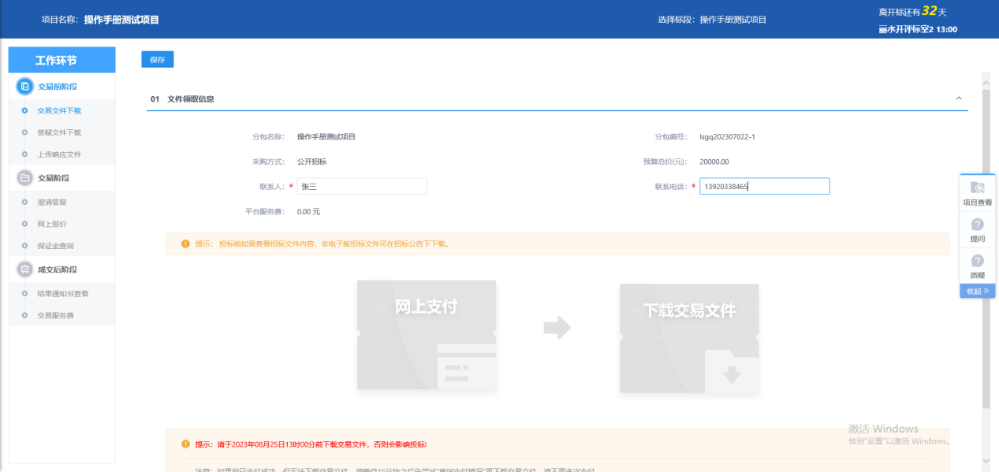 项目名称: 操作手册测试项目
选择标段: 操作手册测试项目
离开标还有32天
丽水开评标室2 13:00
工作环节
交易前阶段
交易文件下载
答疑文件下载
上传响应文件
交易阶段
澄清答复
网上报价
保证金查询
成交后阶段
结果通知书查看
交易服务费
保存
01 文件领取信息
分包名称: 操作手册测试项目
分包编号: lsgq202307022-1
采购方式: 公开招标
预算总价(元): 20000.00
联系人: * 张三
联系电话: * 13920338465
平台服务费: 0.00 元
提示: 投标前如需查看招标文件内容，非电子版招标文件可在招标公告下下载。
网上支付
下载交易文件
项目查看
提问
质疑
收起 »
提示: 请于2023年08月25日13时00分前下载交易文件，否则会影响投标!
注意: 如果您已支付成功，但无法下载交易文件，请等待15分钟之后先尝试"查询支付情况"再下载交易文件，请不要多次支付
激活 Windows
转到"设置"以激活 Windows。